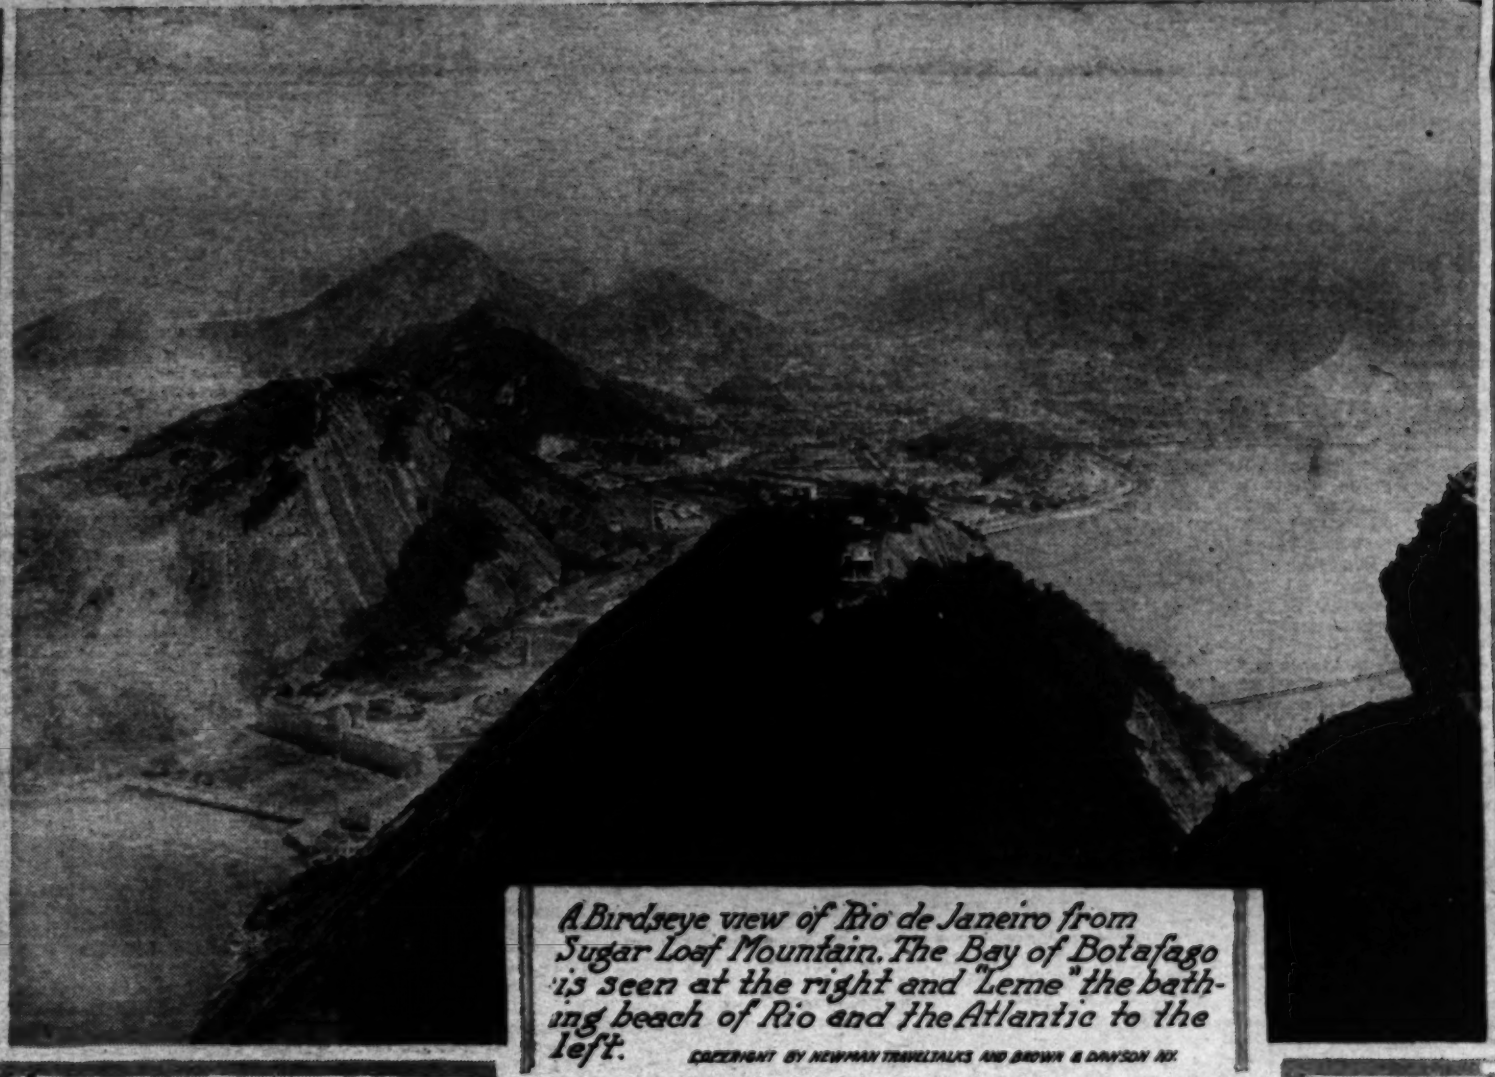 A Birdseye view of Rio de Janeiro from
Sugar Loaf Mountain. The Bay of Botafago
is seen at the right and "Leme" the bath-
ing beach of Rio and the Atlantic to the
left.
COPYRIGHT BY NEWMAN TRAVELTALKS AND BROWN & DAWSON N.Y.